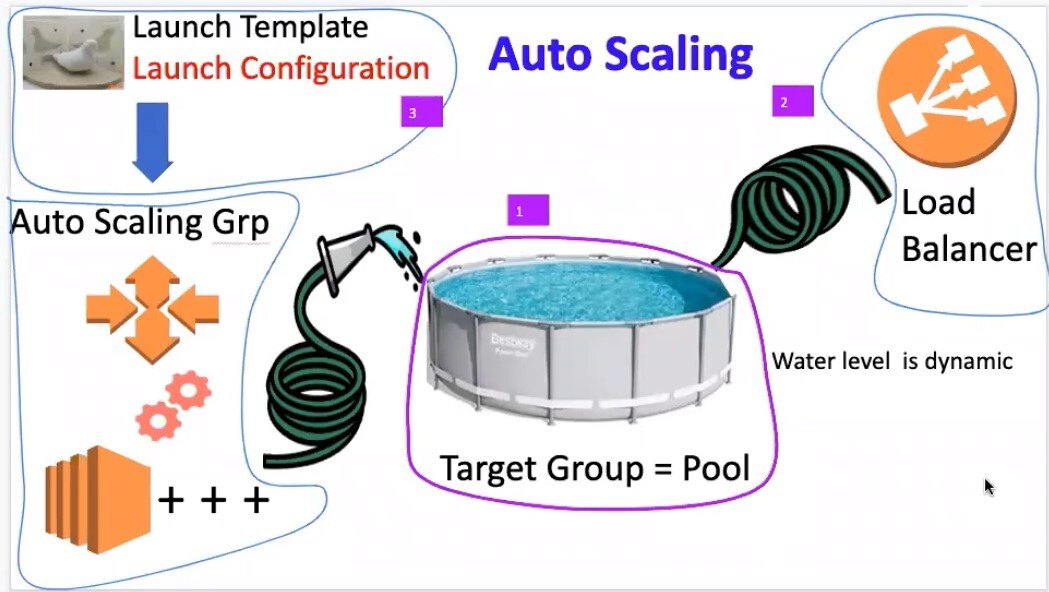 Launch Template
Launch Configuration
Auto Scaling
3
2
Load
Balancer
Auto Scaling Grp
1
Bestway
Water level is dynamic
Target Group = Pool
+ + +